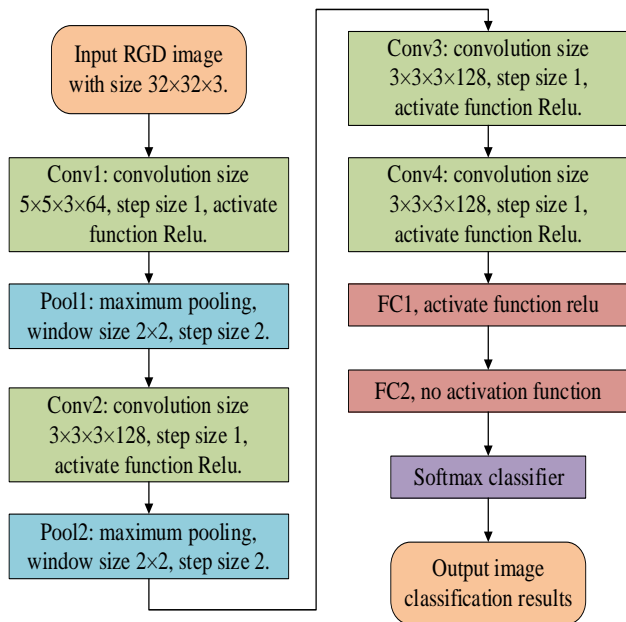 Input RGD image
with size 32×32×3.
Conv1: convolution size
5×5×3×64, step size 1, activate
function Relu.
Pool1: maximum pooling,
window size 2×2, step size 2.
Conv2: convolution size
3×3×3×128, step size 1,
activate function Relu.
Pool2: maximum pooling,
window size 2×2, step size 2.
Conv3: convolution size
3×3×3×128, step size 1,
activate function Relu.
Conv4: convolution size
3×3×3×128, step size 1,
activate function Relu.
FC1, activate function relu
FC2, no activation function
Softmax classifier
Output image
classification results